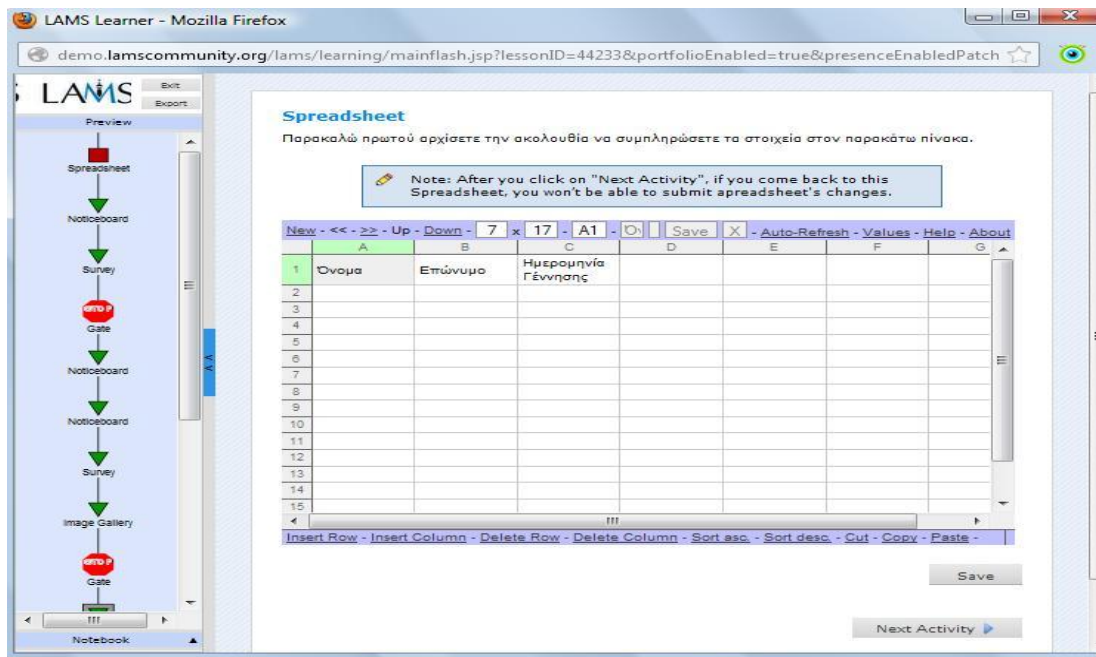 LAMS Learner - Mozilla Firefox
demo.lamscommunity.org/lams/learning/mainflash.jsp?lessonID=44233&portfolioEnabled=true&presenceEnabledPatch
LAMS
Exit
Export
Preview
Spreadsheet
Noticeboard
Survey
STOP
Gate
Noticeboard
Noticeboard
Survey
Image Gallery
STOP
Gate
Notebook
Spreadsheet
Παρακαλώ πρωτού αρχίσετε την ακολουθία να συμπληρώσετε τα στοιχεία στον παρακάτω πίνακα.
Note: After you click on "Next Activity", if you come back to this
Spreadsheet, you won't be able to submit apreadsheet's changes.
New - << - >> - Up - Down - 7 x 17 - A1 - Save X - Auto-Refresh - Values - Help - About
A B C D E F G
1 Όνομα Επώνυμο Ημερομηνία
Γέννησης
2
3
4
5
6
7
8
9
10
11
12
13
14
15
Insert Row - Insert Column - Delete Row - Delete Column - Sort asc. - Sort desc. - Cut - Copy - Paste -
Save
Next Activity